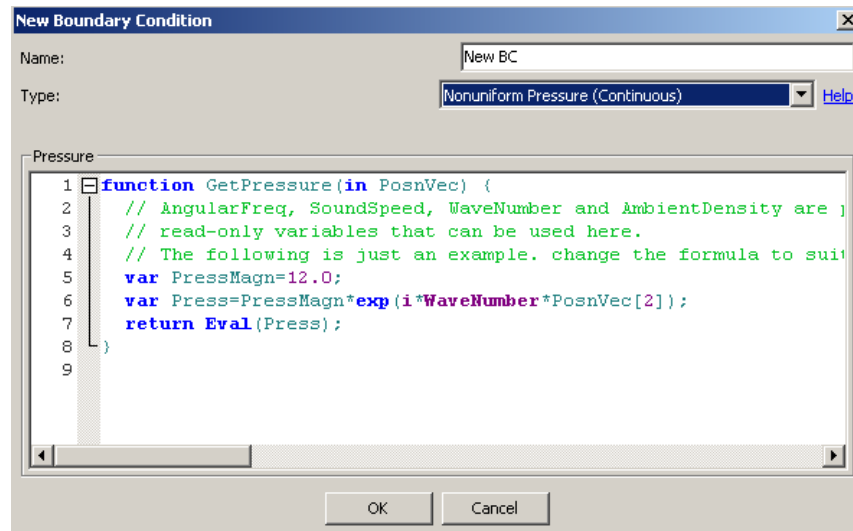 New Boundary Condition
Name:
New BC
Type:
Nonuniform Pressure (Continuous)
Help
Pressure
1 function GetPressure(in PosnVec) {
2 // AngularFreq, SoundSpeed, WaveNumber and AmbientDensity are
3 // read-only variables that can be used here.
4 // The following is just an example. change the formula to suit
5 var PressMagn=12.0;
6 var Press=PressMagn*exp(i*WaveNumber*PosnVec[2]);
7 return Eval(Press);
8 }
9
OK
Cancel